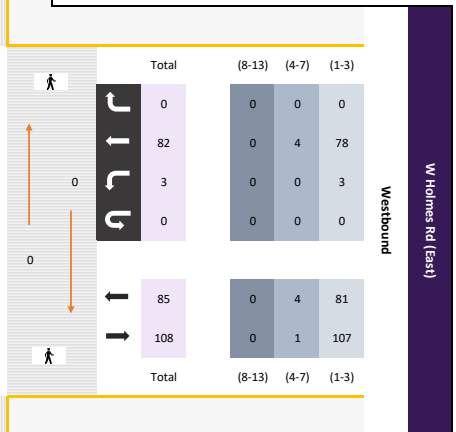 Total (8-13) (4-7) (1-3)
0 0 0 0
82 0 4 78
0
3 0 0 3
0 0 0 0
0
85 0 4 81
108 0 1 107
Total (8-13) (4-7) (1-3)
Westbound
W Holmes Rd (East)